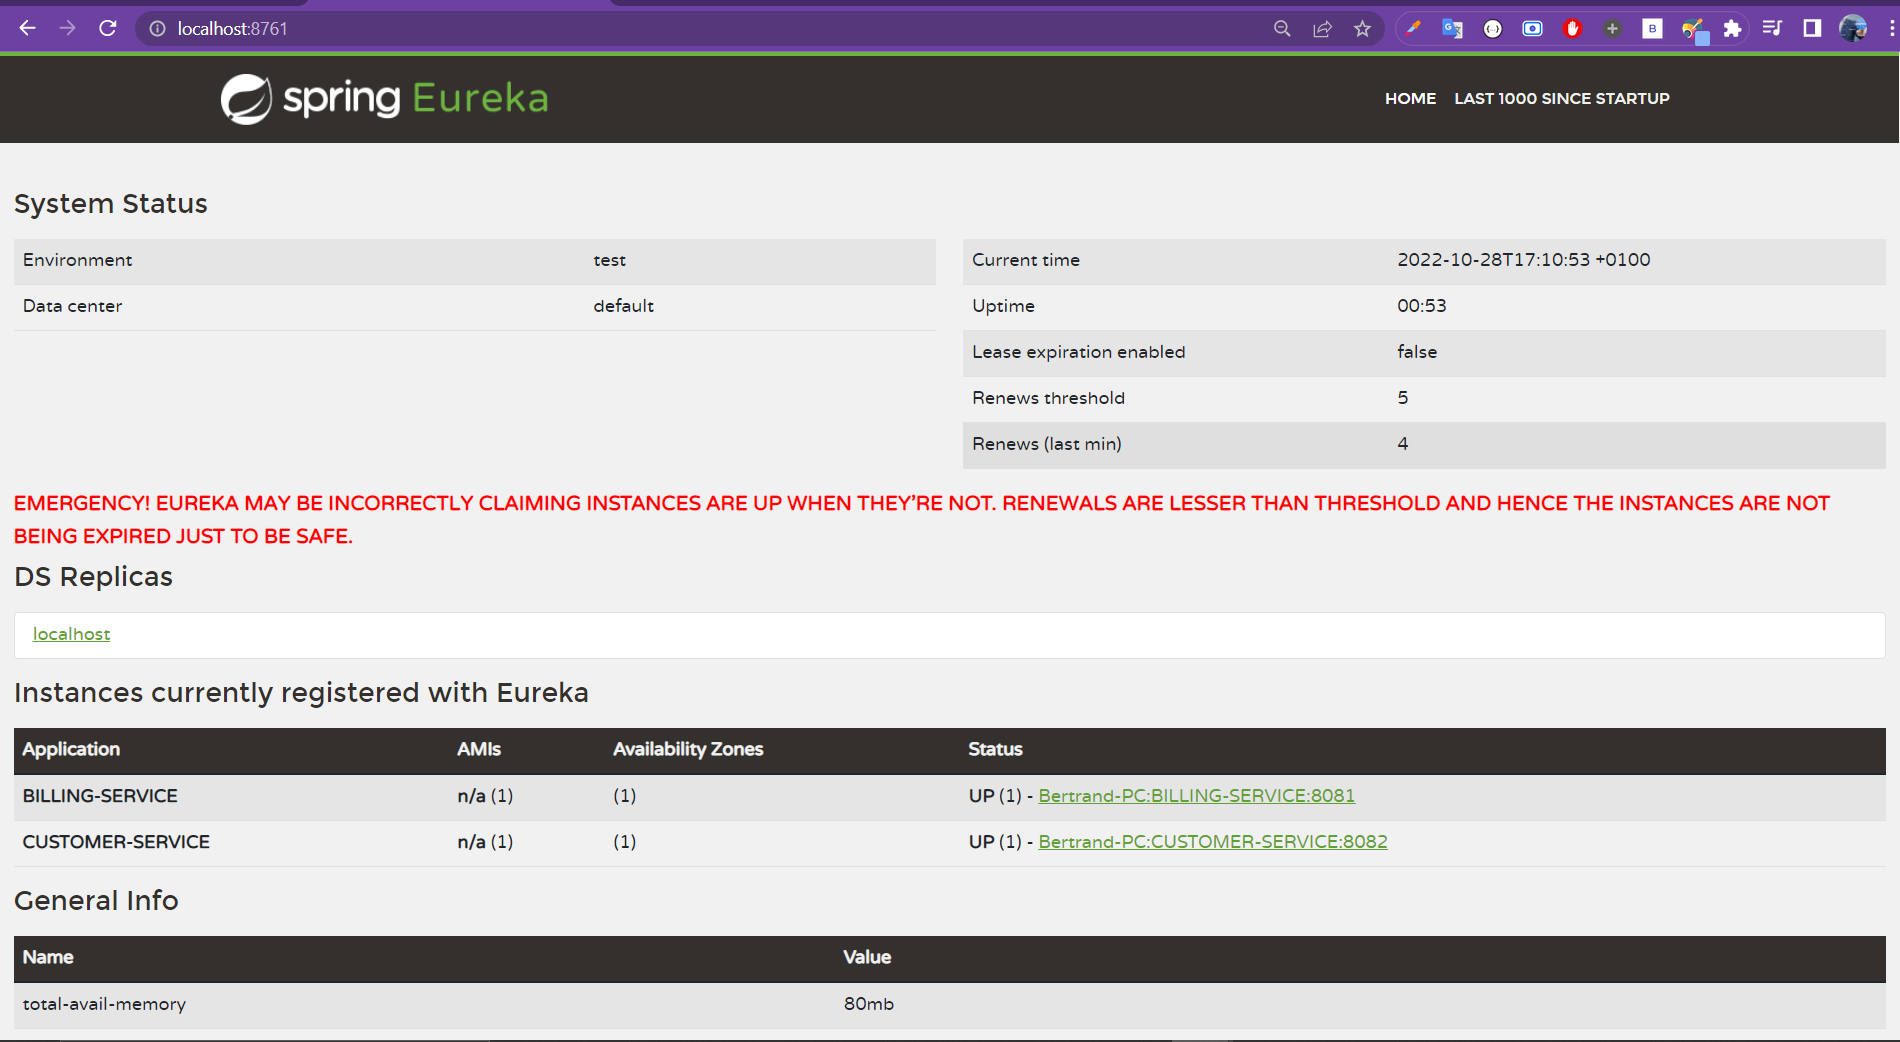 localhost:8761
spring Eureka
HOME LAST 1000 SINCE STARTUP
System Status
Environment test
Data center default
Current time 2022-10-28T17:10:53 +0100
Uptime 00:53
Lease expiration enabled false
Renews threshold 5
Renews (last min) 4
EMERGENCY! EUREKA MAY BE INCORRECTLY CLAIMING INSTANCES ARE UP WHEN THEY'RE NOT. RENEWALS ARE LESSER THAN THRESHOLD AND HENCE THE INSTANCES ARE NOT
BEING EXPIRED JUST TO BE SAFE.
DS Replicas
localhost
Instances currently registered with Eureka
Application AMIs Availability Zones Status
BILLING-SERVICE n/a (1) (1) UP (1) - Bertrand-PC:BILLING-SERVICE:8081
CUSTOMER-SERVICE n/a (1) (1) UP (1) - Bertrand-PC:CUSTOMER-SERVICE:8082
General Info
Name Value
total-avail-memory 80mb